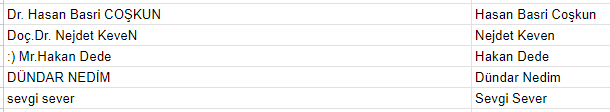 Dr. Hasan Basri COŞKUN Hasan Basri Coşkun
Doç.Dr. Nejdet KeveN Nejdet Keven
:) Mr.Hakan Dede Hakan Dede
DÜNDAR NEDİM Dündar Nedim
sevgi sever Sevgi Sever